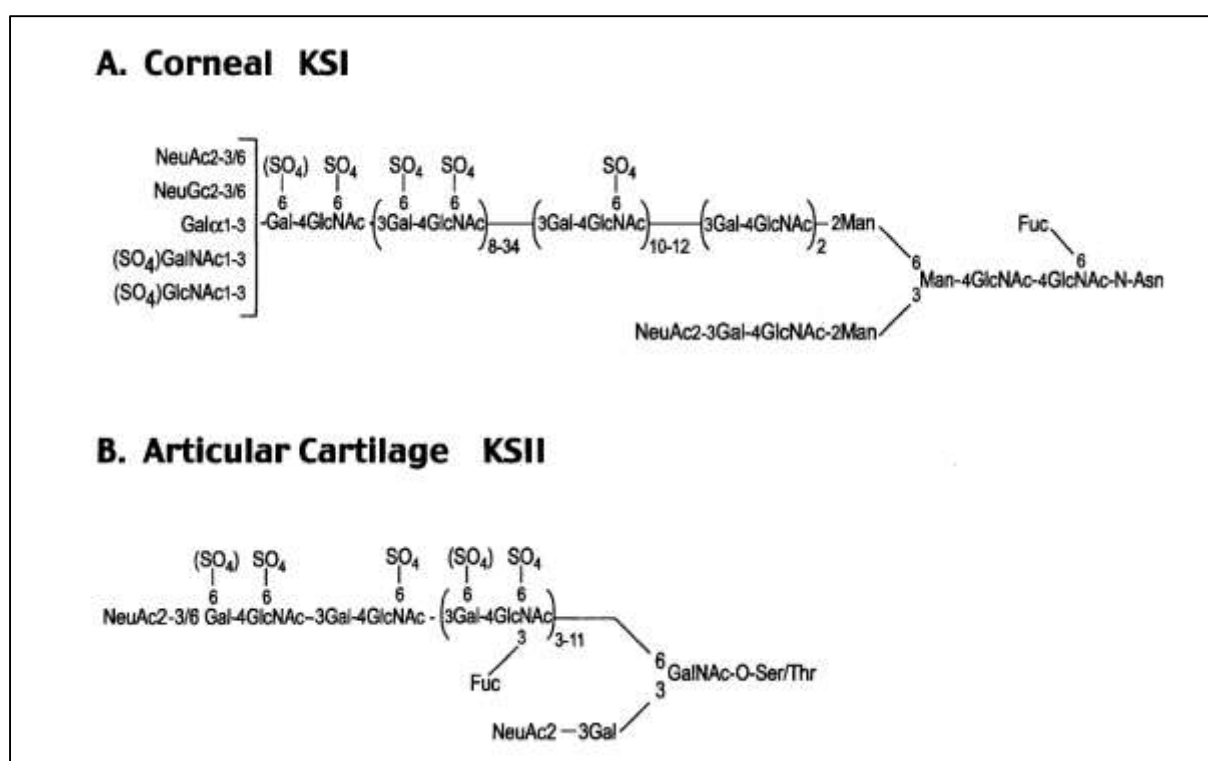 A. Corneal KSI
NeuAc2-3/6
NeuGc2-3/6
Galα1-3
(SO4)GalNAc1-3
(SO4)GlcNAc1-3
(SO4) SO4 SO4 SO4 SO4
6 6 6 6 6
-Gal-4GlcNAc-(3Gal-4GlcNAc)8-34(3Gal-4GlcNAc)10-12(3Gal-4GlcNAc)2-2Man
Fuc
6 6
Man-4GlcNAc-4GlcNAc-N-Asn
3
NeuAc2-3Gal-4GlcNAc-2Man
B. Articular Cartilage KSII
(SO4) SO4 SO4 (SO4) SO4
6 6 6 6 6
NeuAc2-3/6 Gal-4GlcNAc-3Gal-4GlcNAc-(3Gal-4GlcNAc)3-11
3
Fuc
6
GalNAc-O-Ser/Thr
3
NeuAc2-3Gal